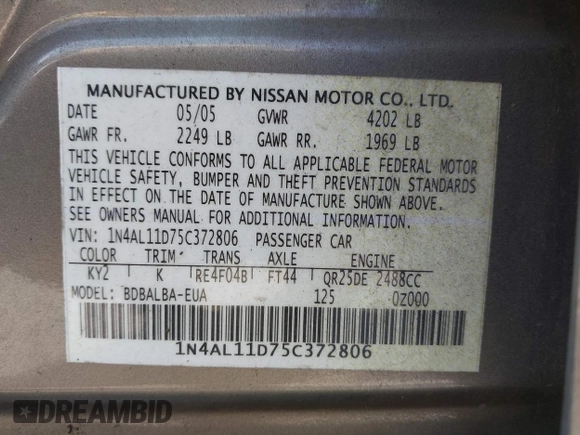 MANUFACTURED BY NISSAN MOTOR CO., LTD.
DATE 05/05 GVWR 4202 LB
GAWR FR. 2249 LB GAWR RR. 1969 LB
THIS VEHICLE CONFORMS TO ALL APPLICABLE FEDERAL MOTOR
VEHICLE SAFETY, BUMPER AND THEFT PREVENTION STANDARDS
IN EFFECT ON THE DATE OF MANUFACTURE SHOWN ABOVE.
SEE OWNERS MANUAL FOR ADDITIONAL INFORMATION.
VIN: 1N4AL11D75C372806 PASSENGER CAR
COLOR TRIM TRANS AXLE ENGINE
KY2 K RE4F04B FT44 QR25DE 2488CC
MODEL: BDBALBA-EUA 125 0Z000
1N4AL11D75C372806
DREAMBID